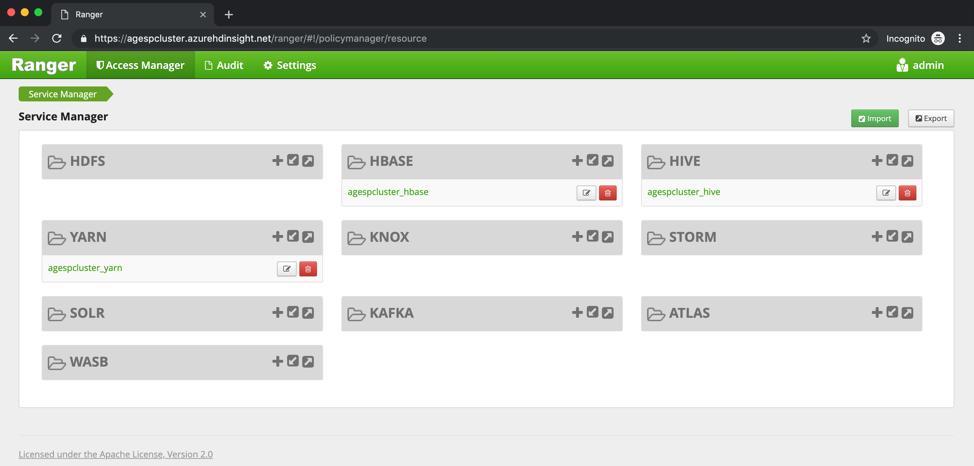 Ranger
https://agespcluster.azurehdinsight.net/ranger/#!/policymanager/resource
Incognito
Ranger Access Manager Audit Settings admin
Service Manager
Service Manager
Import Export
HDFS HBASE HIVE
agespcluster_hbase agespcluster_hive
YARN KNOX STORM
agespcluster_yarn
SOLR KAFKA ATLAS
WASB
Licensed under the Apache License, Version 2.0